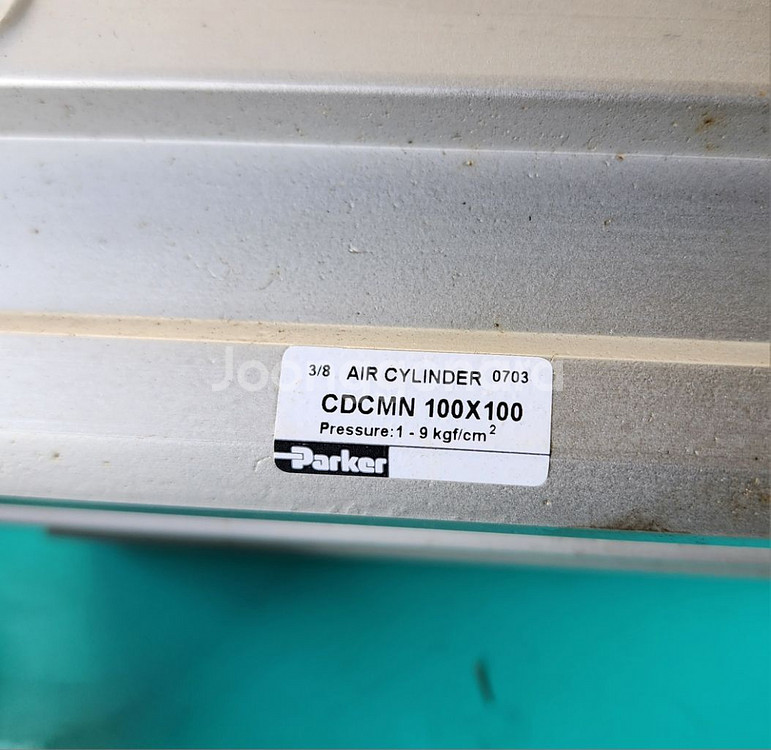 3/8 AIR CYLINDER 0703
CDCMN 100X100
Pressure:1 - 9 kgf/cm²
Parker